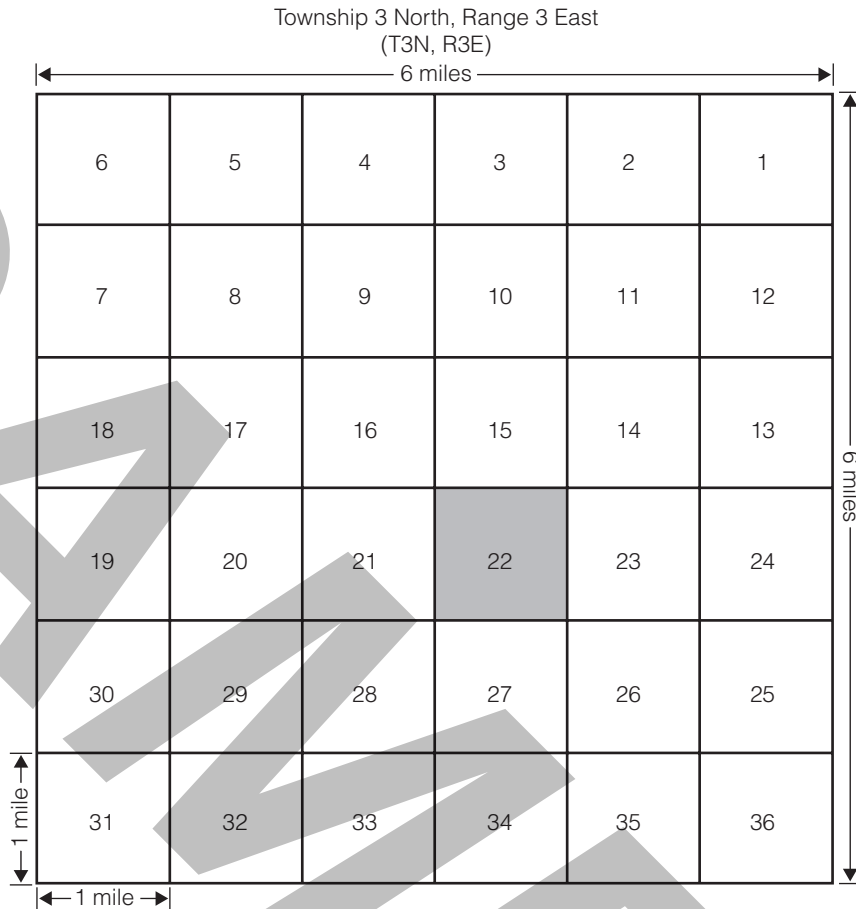 Township 3 North, Range 3 East
(T3N, R3E)
6 miles
6 5 4 3 2 1
7 8 9 10 11 12
18 17 16 15 14 13
6 miles
19 20 21 22 23 24
30 29 28 27 26 25
1 mile
31 32 33 34 35 36
1 mile